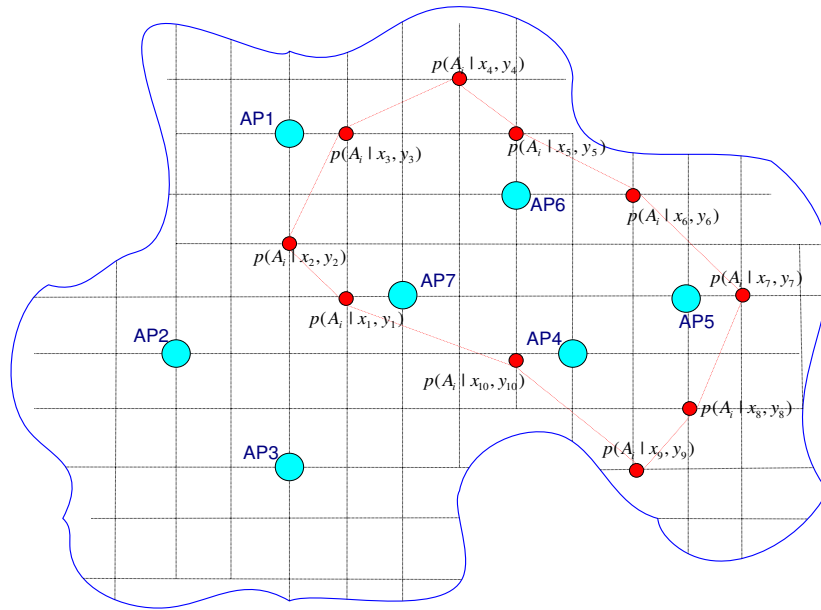 p(A_i | x_4, y_4)
AP1
p(A_i | x_3, y_3)
p(A_i | x_5, y_5)
AP6
p(A_i | x_6, y_6)
p(A_i | x_2, y_2)
AP7
p(A_i | x_7, y_7)
p(A_i | x_1, y_1)
AP5
AP2
AP4
p(A_i | x_10, y_10)
p(A_i | x_8, y_8)
AP3
p(A_i | x_9, y_9)